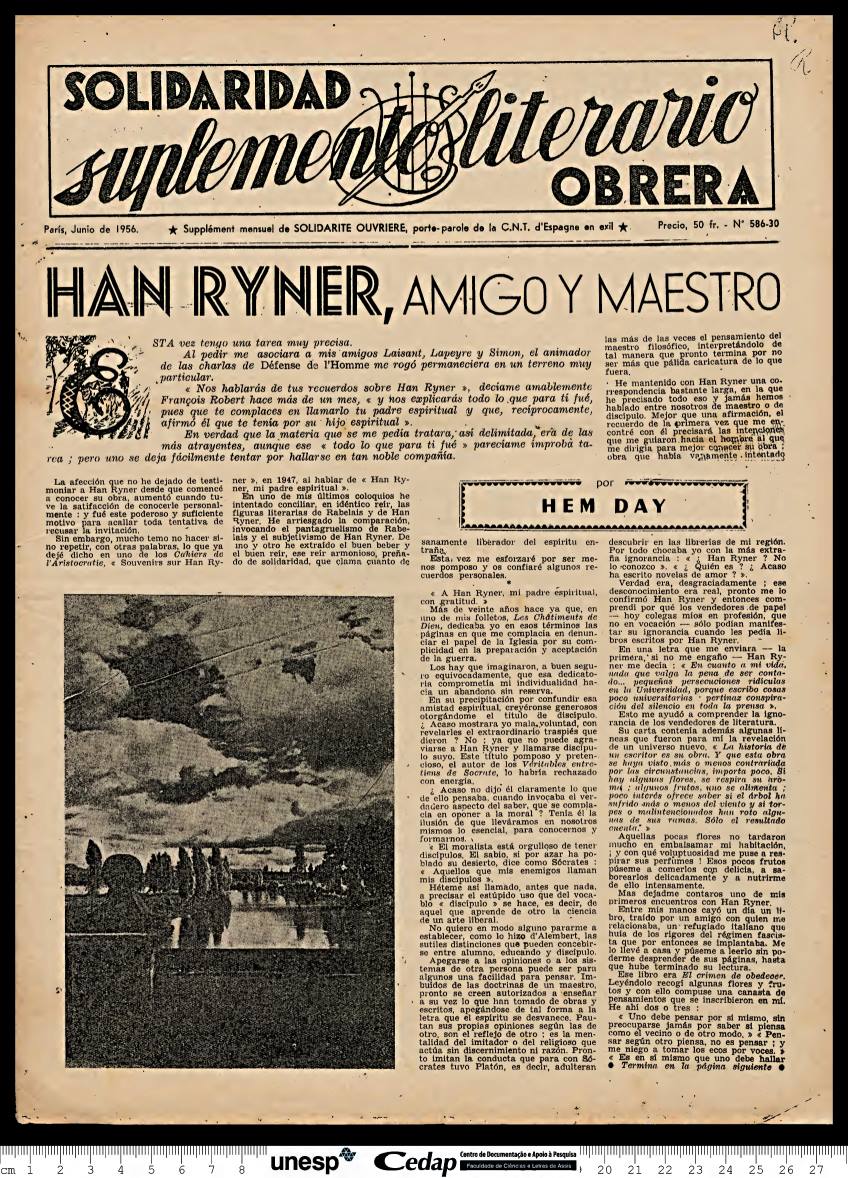 SOLIDARIDAD
suplemento literario
OBRERA
París, Junio de 1956. ★ Supplément mensuel de SOLIDARITE OUVRIERE, porte-parole de la C.N.T. d'Espagne en exil ★ Precio, 50 fr. - N° 586-30
HAN RYNER, AMIGO Y MAESTRO
ESTA vez tengo una tarea muy precisa.
Al pedir me asociara a mis amigos Laisant, Lapeyre y Simon, el animador
de las charlas de Défense de l'Homme me rogó permaneciera en un terreno muy
particular.
« Nos hablarás de tus recuerdos sobre Han Ryner », decíame amablemente
François Robert hace más de un mes, « y nos explicarás todo lo que para ti fué,
pues que te complaces en llamarlo tu padre espiritual y que, recíprocamente,
afirmó él que te tenía por su hijo espiritual ».
En verdad que la materia que se me pedía tratara, así delimitada, era de las
más atrayentes, aunque ese « todo lo que para ti fué » parecíame improba ta-
rea ; pero uno se deja fácilmente tentar por hallarse en tan noble compañía.
La afección que no he dejado de testi-
moniar a Han Ryner desde que comencé
a conocer su obra, aumentó cuando tu-
ve la satisfacción de conocerle personal-
mente : y fué este poderoso y suficiente
motivo para acallar toda tentativa de
recusar la invitación.
Sin embargo, mucho temo no hacer si-
no repetir, con otras palabras, lo que ya
dejé dicho en uno de los Cahiers de
l'Aristocratie, « Souvenirs sur Han Ry-
ner », en 1947, al hablar de « Han Ry-
ner, mi padre espiritual ».
En uno de mis últimos coloquios he
intentado conciliar, en idéntico reir, las
figuras literarias de Rabelais y de Han
Ryner. He arriesgado la comparación,
invocando el pantagruelismo de Rabe-
lais y el subjetivismo de Han Ryner. De
uno y otro he extraído el buen beber y
el buen reir, ese reir armonioso, preña-
do de solidaridad, que clama cuanto de
por
HEM DAY
sanamente liberador del espíritu en-
traña.
Esta vez me esforzaré por ser me-
nos pomposo y os confiaré algunos re-
cuerdos personales.
*
« A Han Ryner, mi padre espiritual,
con gratitud. »
Más de veinte años hace ya que, en
uno de mis folletos, Les Châtiments de
Dieu, dedicaba yo en esos términos las
páginas en que me complacía en denun-
ciar el papel de la Iglesia por su com-
plicidad en la preparación y aceptación
de la guerra.
Los hay que imaginaron, a buen segu-
ro equivocadamente, que esa dedicato-
ria comprometía mi individualidad ha-
cia un abandono sin reserva.
En su precipitación por confundir esa
amistad espiritual, creyéronse generosos
otorgándome el título de discípulo.
¿ Acaso mostrara yo mala voluntad, con
revelarles el extraordinario traspiés que
dieron ? No ; ya que no puede agra-
viarse a Han Ryner y llamarse discípu-
lo suyo. Este título pomposo y preten-
cioso, el autor de los Véritables entre-
tiens de Socrate, lo habría rechazado
con energía.
¿ Acaso no dijo él claramente lo que
de ello pensaba, cuando invocaba el ver-
dadero aspecto del saber, que se compla-
cía en oponer a la moral ? Tenía él la
ilusión de que lleváramos en nosotros
mismos lo esencial, para conocernos y
formarnos.
« El moralista está orgulloso de tener
discípulos. El sabio, si por azar ha po-
blado su desierto, dice como Sócrates :
« Aquellos que mis enemigos llaman
mis discípulos ».
Héteme así llamado, antes que nada,
a precisar el estúpido uso que del voca-
blo « discípulo » se hace, es decir, de
aquel que aprende de otro la ciencia
de un arte liberal.
No quiero en modo alguno pararme a
establecer, como lo hizo d'Alembert, las
sutiles distinciones que pueden concebir-
se entre alumno, educando y discípulo.
Apegarse a las opiniones o a los sis-
temas de otra persona puede ser para
algunos una facilidad para pensar. Im-
buídos de las doctrinas de un maestro,
pronto se creen autorizados a enseñar
a su vez lo que han tomado de obras y
escritos, apegándose de tal forma a la
letra que el espíritu se desvanece. Pau-
tan sus propias opiniones según las de
otro, son el reflejo de otro ; es la men-
talidad del imitador o del religioso que
actúa sin discernimiento ni razón. Pron-
to imitan la conducta que para con Só-
crates tuvo Platón, es decir, adulteran
las más de las veces el pensamiento del
maestro filosófico, interpretándolo de
tal manera que pronto termina por no
ser más que pálida caricatura de lo que
fuera.
He mantenido con Han Ryner una co-
rrespondencia bastante larga, en la que
he precisado todo eso y jamás hemos
hablado entre nosotros de maestro o de
discípulo. Mejor que una afirmación, el
recuerdo de la primera vez que me en-
contré con él precisará las intenciones
que me guiaron hacia el hombre al que
me dirigía para mejor conocer su obra ;
obra que había vanamente intentado
descubrir en las librerías de mi región.
Por todo chocaba yo con la más extra-
ña ignorancia : « ¿ Han Ryner ? No
lo conozco ». « ¿ Quién es ? ¿ Acaso
ha escrito novelas de amor ? ».
Verdad era, desgraciadamente ; ese
desconocimiento era real, pronto me lo
confirmó Han Ryner y entonces com-
prendí por qué los vendedores de papel
— hoy colegas míos en profesión, que
no en vocación — sólo podían manifes-
tar su ignorancia cuando les pedía li-
bros escritos por Han Ryner.
En una letra que me enviara — la
primera, si no me engaño — Han Ry-
ner me decía : « En cuanto a mi vida,
nada que valga la pena de ser conta-
do... pequeñas persecuciones ridículas
en la Universidad, porque escribo cosas
poco universitarias pertinaz conspira-
ción del silencio en toda la prensa ».
Esto me ayudó a comprender la igno-
rancia de los vendedores de literatura.
Su carta contenía además algunas lí-
neas que fueron para mí la revelación
de un universo nuevo. « La historia de
un escritor es su obra. Y que esta obra
se haya visto más o menos contrariada
por las circunstancias, importa poco. Si
hay algunas flores, se respira su aro-
ma ; algunos frutos, uno se alimenta ;
poco interés ofrece saber si el árbol ha
sufrido más o menos del viento y si tor-
pes o malintencionados han roto algu-
nas de sus ramas. Sólo el resultado
cuenta. »
Aquellas pocas flores no tardaron
mucho en embalsamar mi habitación,
¡ y con qué voluptuosidad me puse a res-
pirar sus perfumes ! Esos pocos frutos
púseme a comerlos con delicia, a sa-
borearlos delicadamente y a nutrirme
de ello intensamente.
Mas dejadme contaros uno de mis
primeros encuentros con Han Ryner.
Entre mis manos cayó un día un li-
bro, traído por un amigo con quien me
relacionaba, un refugiado italiano que
huía de los rigores del régimen fascis-
ta que por entonces se implantaba. Me
lo llevé a casa y púseme a leerlo sin po-
derme desprender de sus páginas, hasta
que hube terminado su lectura.
Ese libro era El crimen de obedecer.
Leyéndolo recogí algunas flores y fru-
tos y con ello compuse una canasta de
pensamientos que se inscribieron en mí.
He ahí dos o tres :
« Uno debe pensar por sí mismo, sin
preocuparse jamás por saber si piensa
como el vecino o de otro modo. » « Pen-
sar según otro piensa, no es pensar ; y
me niego a tomar los ecos por voces. »
« Es en sí mismo que uno debe hallar
● Termina en la página siguiente ●
cm 1 2 3 4 5 6 7 8 unesp Cedap Centro de Documentação e Apoio à Pesquisa 20 21 22 23 24 25 26 27
Faculdade de Ciências e Letras de Assis